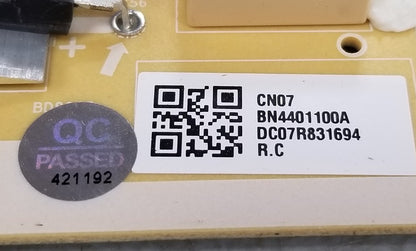 CN07
BN4401100A
DC07R831694
R.C
QC
PASSED
421192